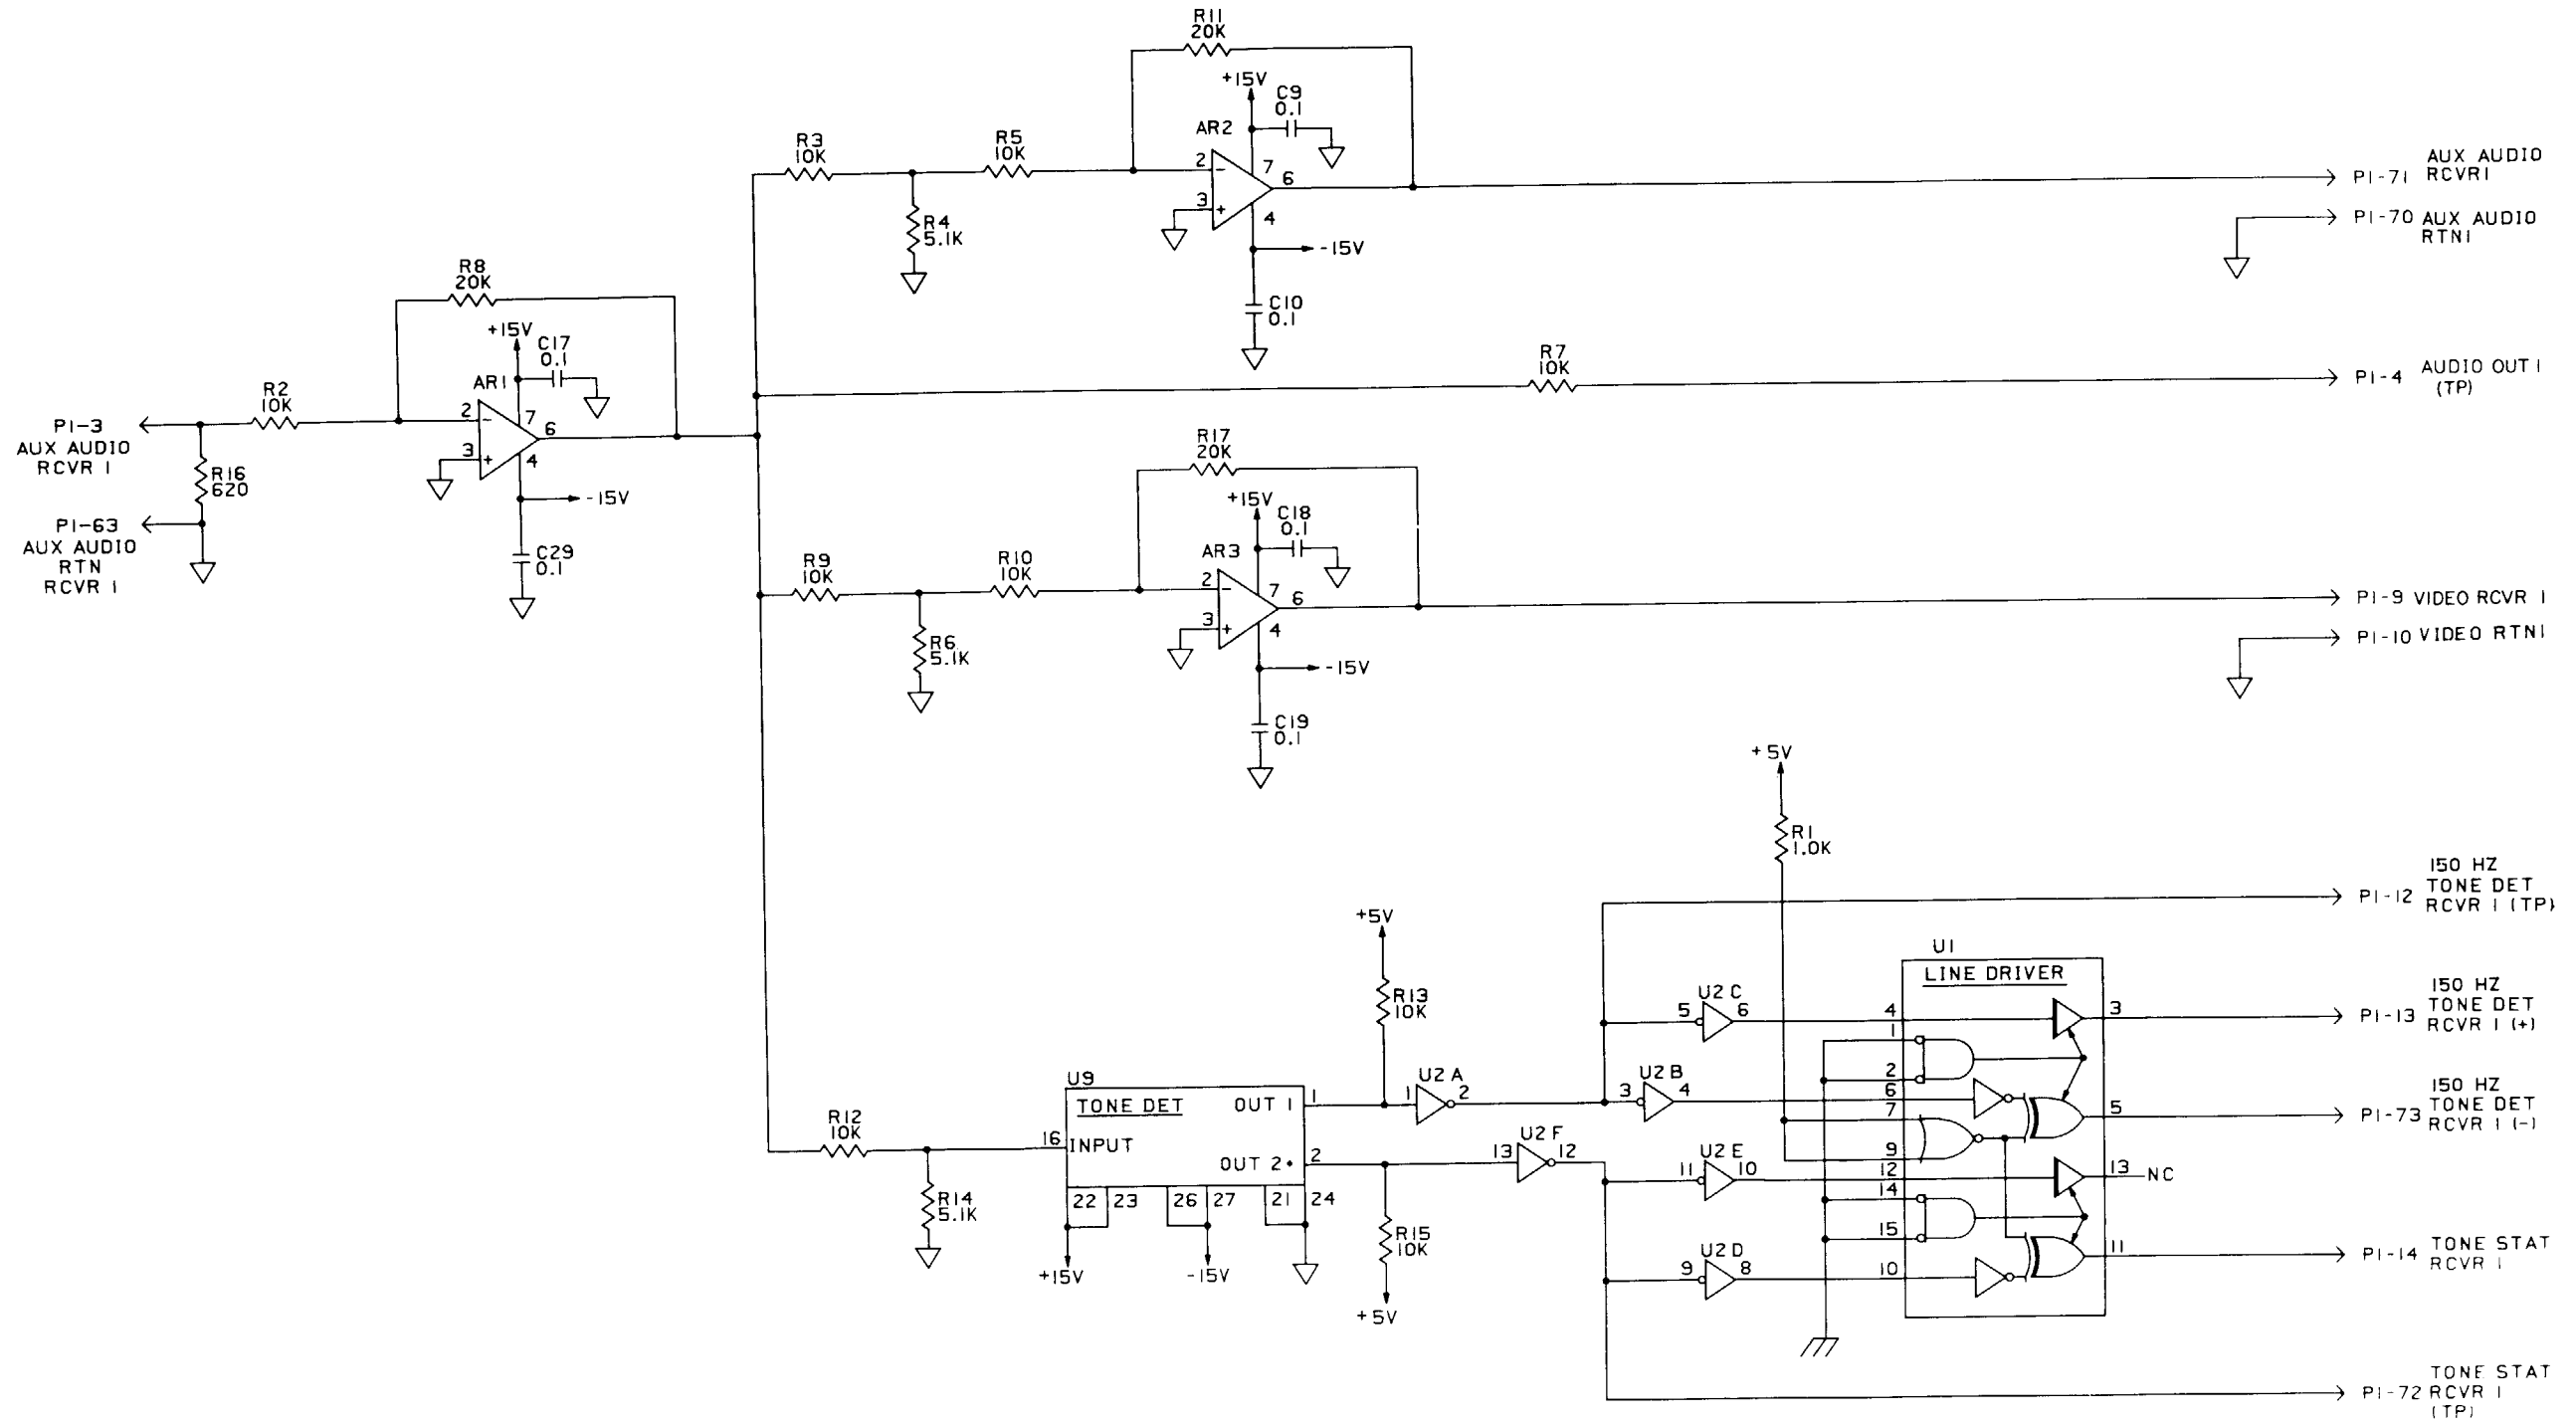 R11
20K
+15V
C9
0.1
AR2
R3
10K
R5
10K
2
-
7
6
3
+
4
R4
5.1K
-15V
C10
0.1
P1-71
AUX AUDIO
RCVR1
P1-70
AUX AUDIO
RTN1
R8
20K
+15V
C17
0.1
AR1
R2
10K
2
-
7
6
3
+
4
-15V
C29
0.1
P1-3
AUX AUDIO
RCVR 1
R16
620
P1-63
AUX AUDIO
RTN
RCVR 1
R7
10K
P1-4
AUDIO OUT 1
(TP)
R17
20K
+15V
C18
0.1
AR3
R9
10K
R10
10K
2
-
7
6
3
+
4
R6
5.1K
-15V
C19
0.1
P1-9 VIDEO RCVR 1
P1-10 VIDEO RTN1
+5V
R1
1.0K
P1-12
150 HZ
TONE DET
RCVR 1 (TP)
+5V
R13
10K
U1
LINE DRIVER
U2C
5
6
4
1
2
6
7
9
12
14
15
10
3
5
13
NC
11
P1-13
150 HZ
TONE DET
RCVR 1 (+)
P1-73
150 HZ
TONE DET
RCVR 1 (-)
U9
TONE DET
OUT 1
1
U2A
1
2
U2B
3
4
R12
10K
16
INPUT
OUT 2
2
U2F
13
12
U2E
11
10
R14
5.1K
22
23
26
27
21
24
+15V
-15V
R15
10K
+5V
U2D
9
8
P1-14
TONE STAT
RCVR 1
P1-72
TONE STAT
RCVR 1
(TP)